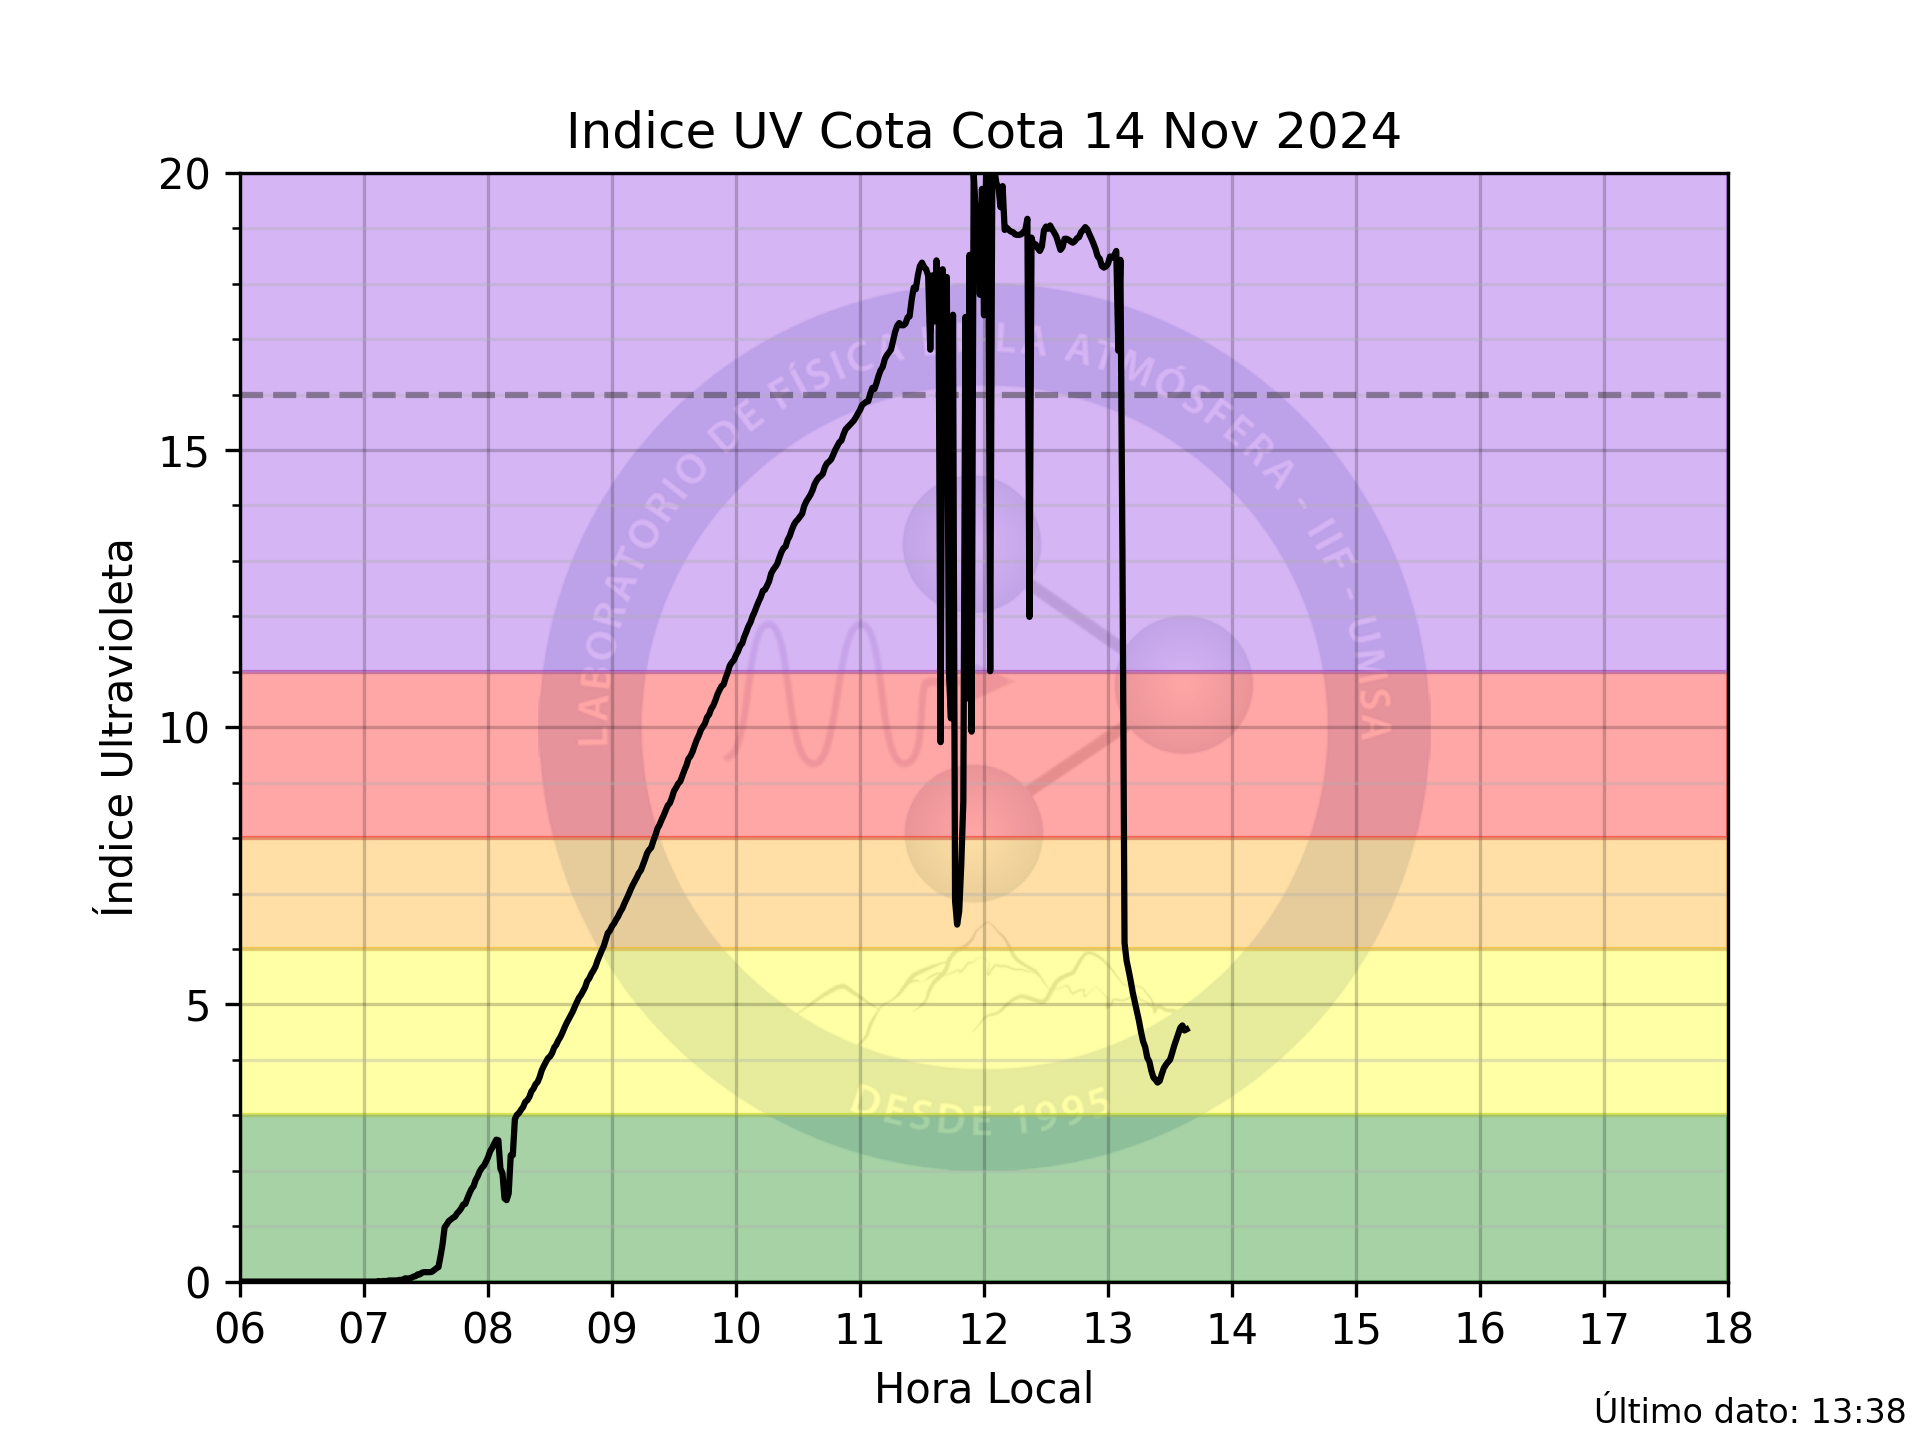 Indice UV Cota Cota 14 Nov 2024
20
15
10
5
0
Índice Ultravioleta
LABORATORIO DE FÍSICA DE LA ATMÓSFERA - IIF - UMSA
DESDE 1995
06 07 08 09 10 11 12 13 14 15 16 17 18
Hora Local
Último dato: 13:38